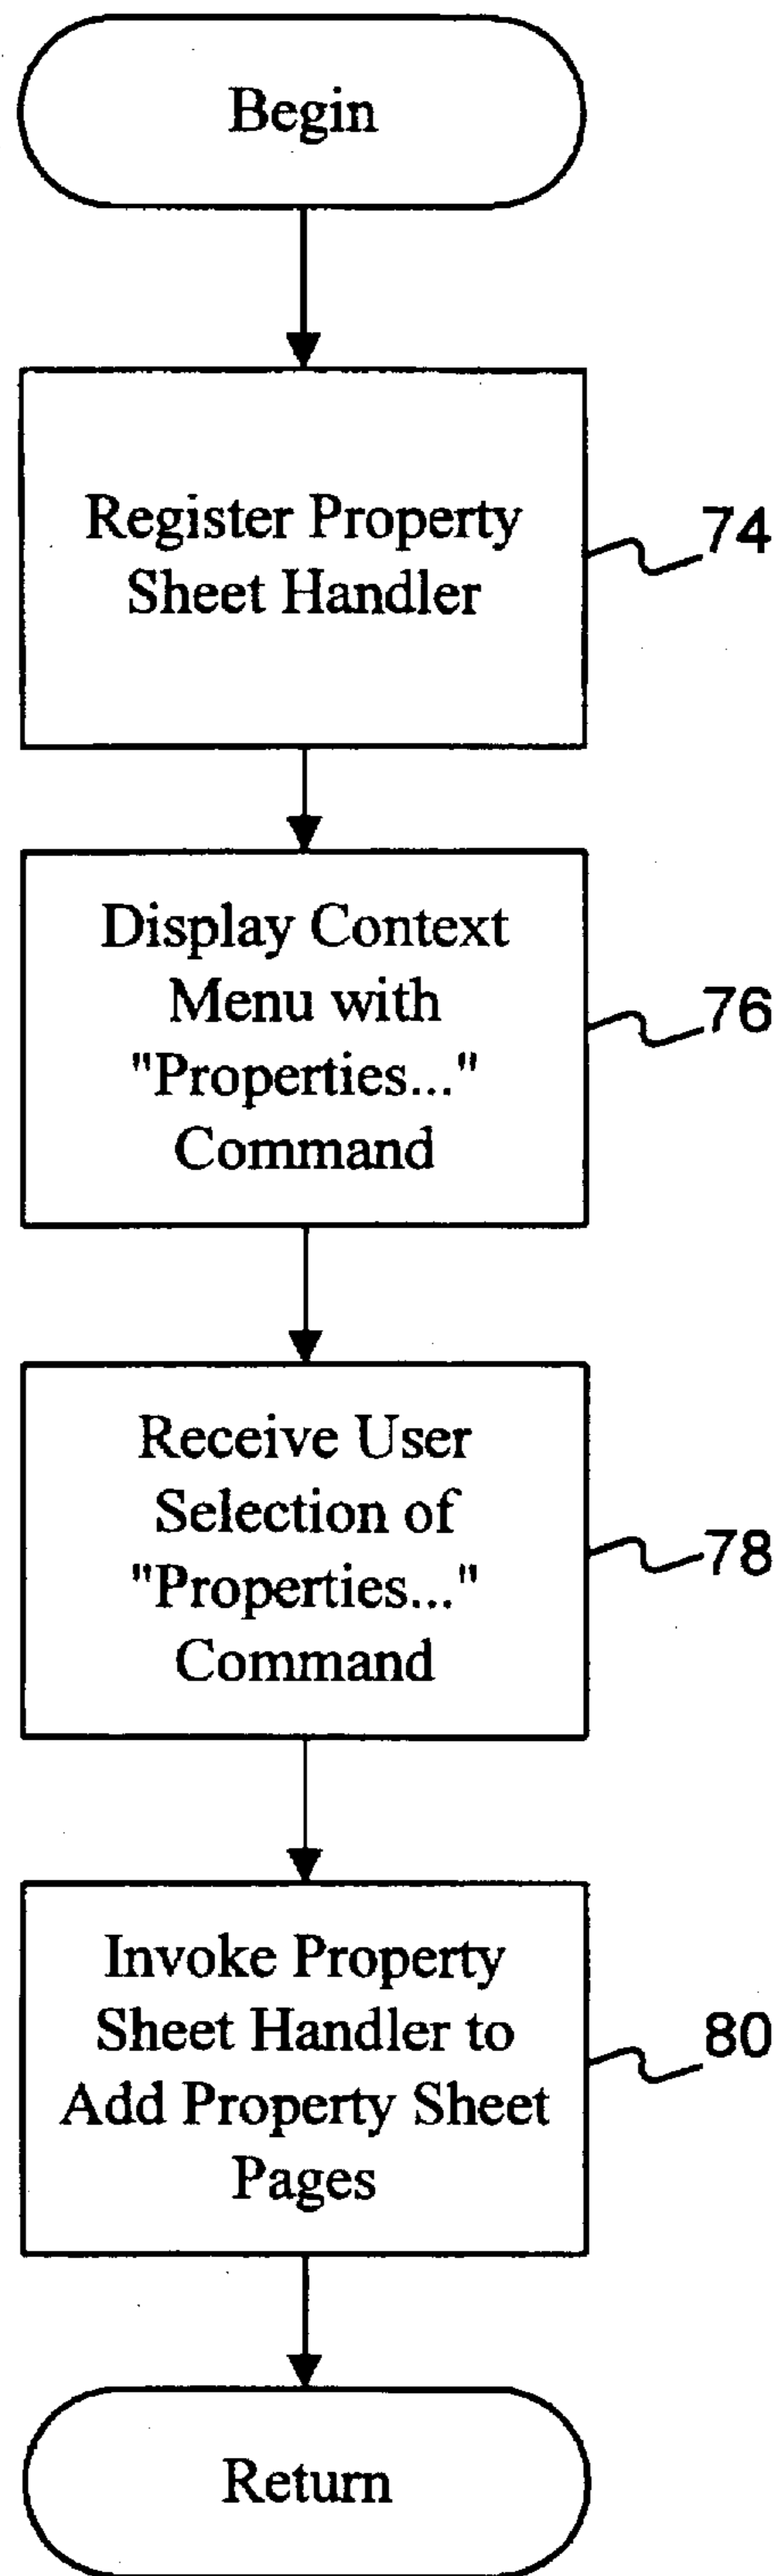 Begin
Register Property
Sheet Handler
74
Display Context
Menu with
"Properties..."
Command
76
Receive User
Selection of
"Properties..."
Command
78
Invoke Property
Sheet Handler to
Add Property Sheet
Pages
80
Return